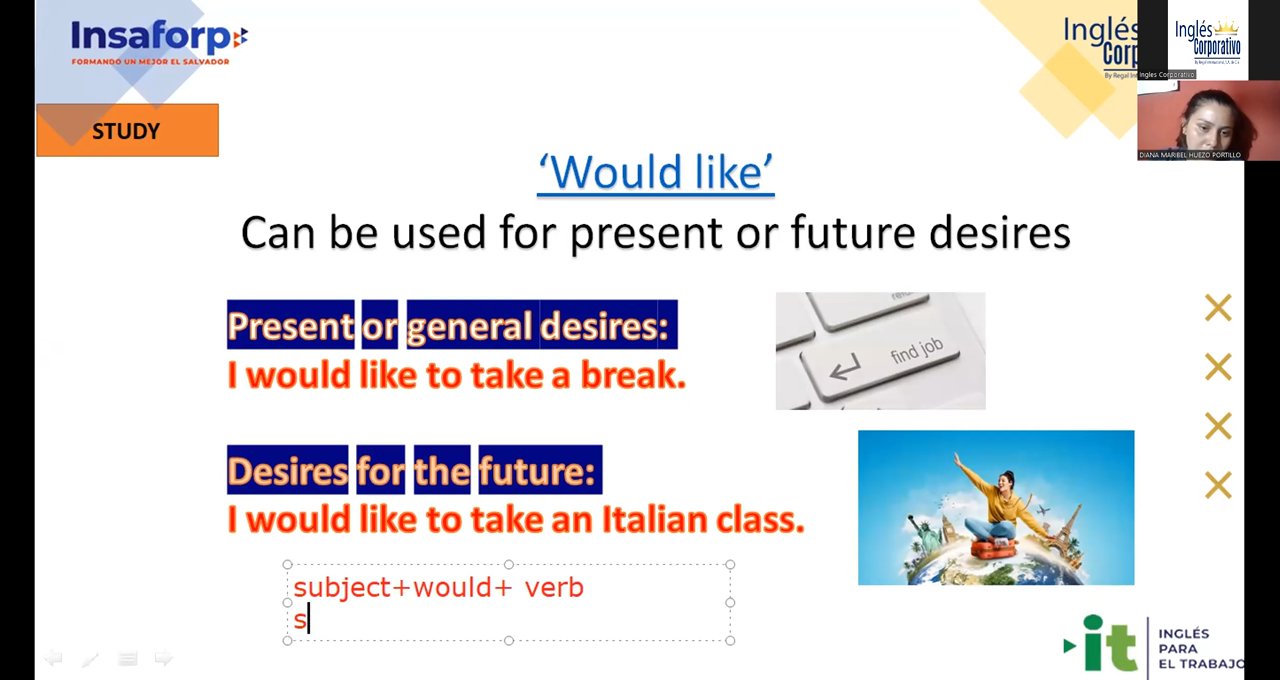 Insaforp
FORMANDO UN MEJOR EL SALVADOR
Inglés
Corp
By Regal In
Inglés
Corporativo
Ingles Corporativo
DIANA MARIBEL HUEZO PORTILLO
STUDY
‘Would like’
Can be used for present or future desires
Present or general desires:
I would like to take a break.
find job
Desires for the future:
I would like to take an Italian class.
subject+would+ verb
s
it
INGLÉS
PARA
EL TRABAJO